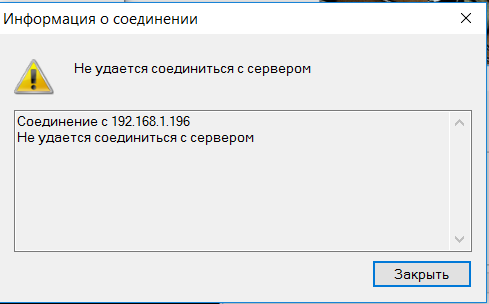 Информация о соединении
Не удается соединиться с сервером
Соединение с 192.168.1.196
Не удается соединиться с сервером
Закрыть